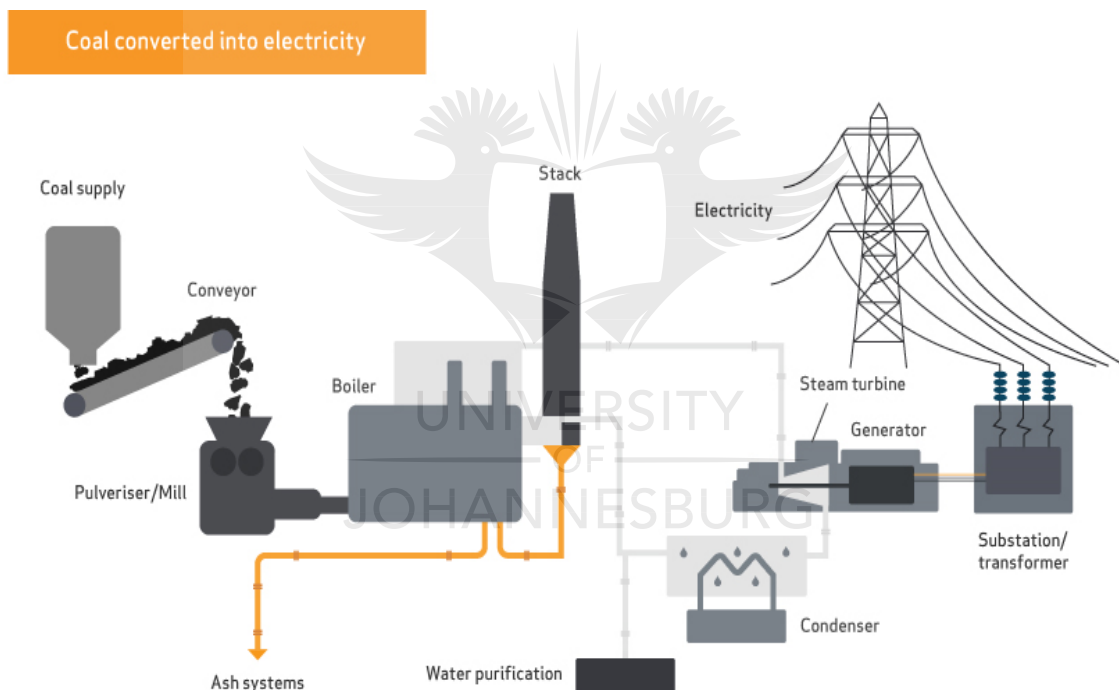 Coal converted into electricity
Stack
Coal supply
Electricity
Conveyor
Boiler
Steam turbine
UNIVERSITY
Generator
OF
Pulveriser/Mill
JOHANNESBURG
Substation/
transformer
Condenser
Water purification
Ash systems